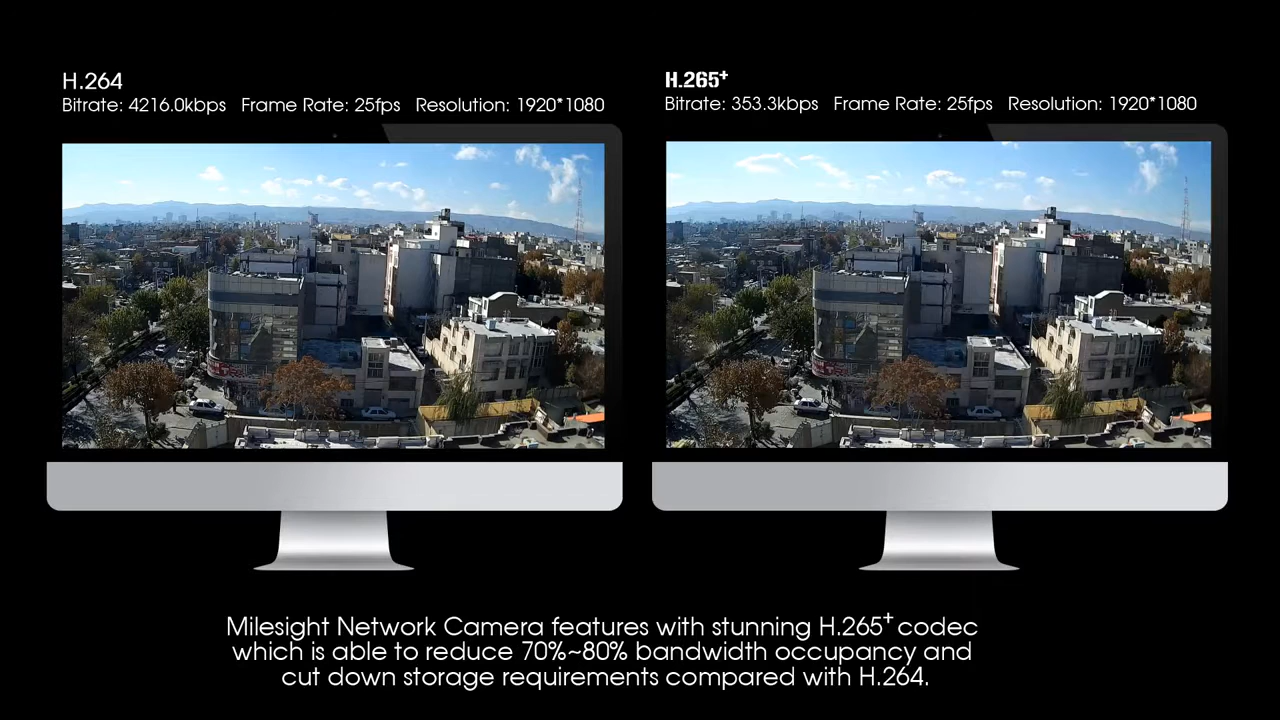 H.264
Bitrate: 4216.0kbps Frame Rate: 25fps Resolution: 1920*1080
H.265+
Bitrate: 353.3kbps Frame Rate: 25fps Resolution: 1920*1080
Milesight Network Camera features with stunning H.265+ codec
which is able to reduce 70%~80% bandwidth occupancy and
cut down storage requirements compared with H.264.